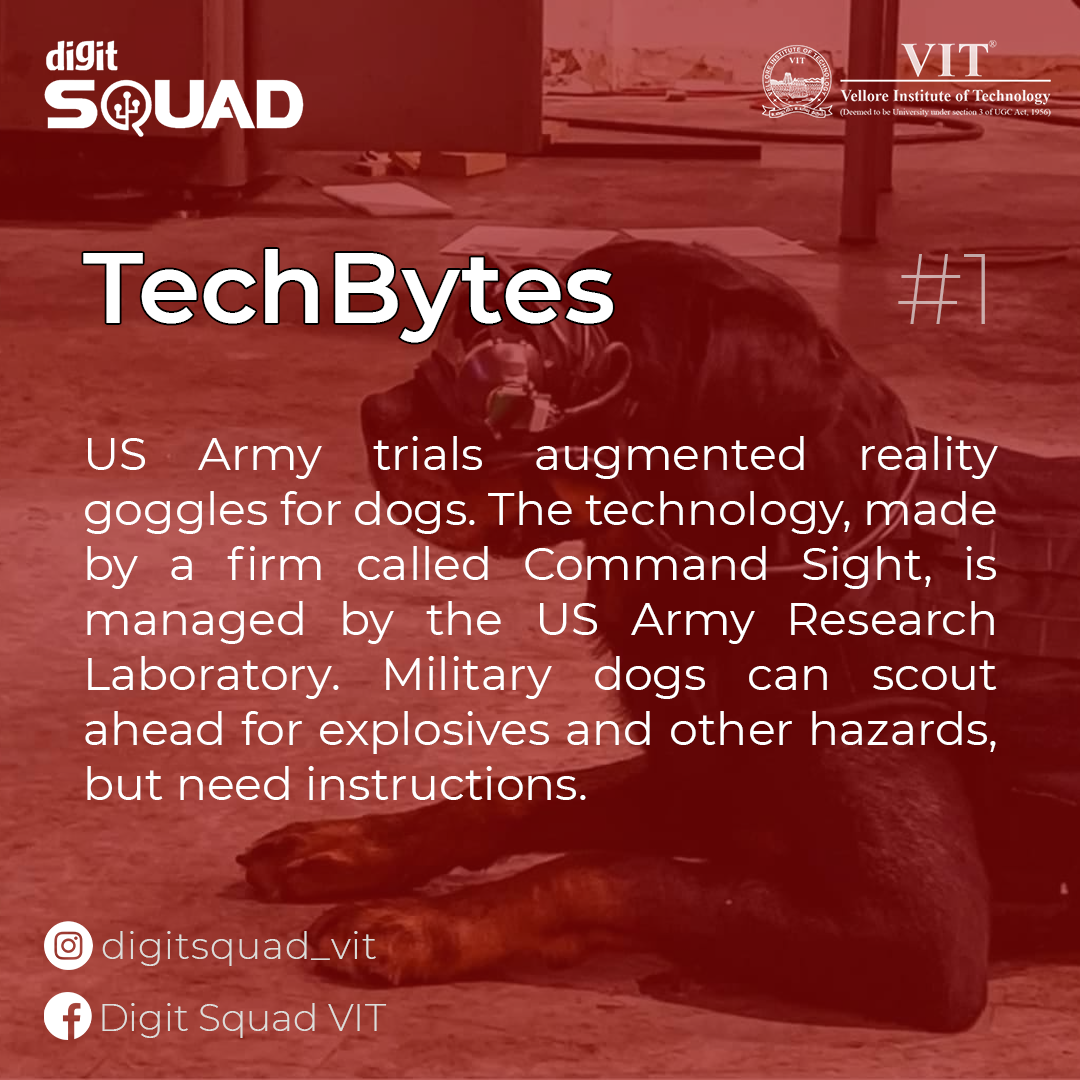 digit
SQUAD
VIT®
Vellore Institute of Technology
(Deemed to be University under section 3 of UGC Act, 1956)
VELLORE INSTITUTE OF TECHNOLOGY
VIT
TechBytes
#1
US Army trials augmented reality
goggles for dogs. The technology, made
by a firm called Command Sight, is
managed by the US Army Research
Laboratory. Military dogs can scout
ahead for explosives and other hazards,
but need instructions.
digitsquad_vit
Digit Squad VIT